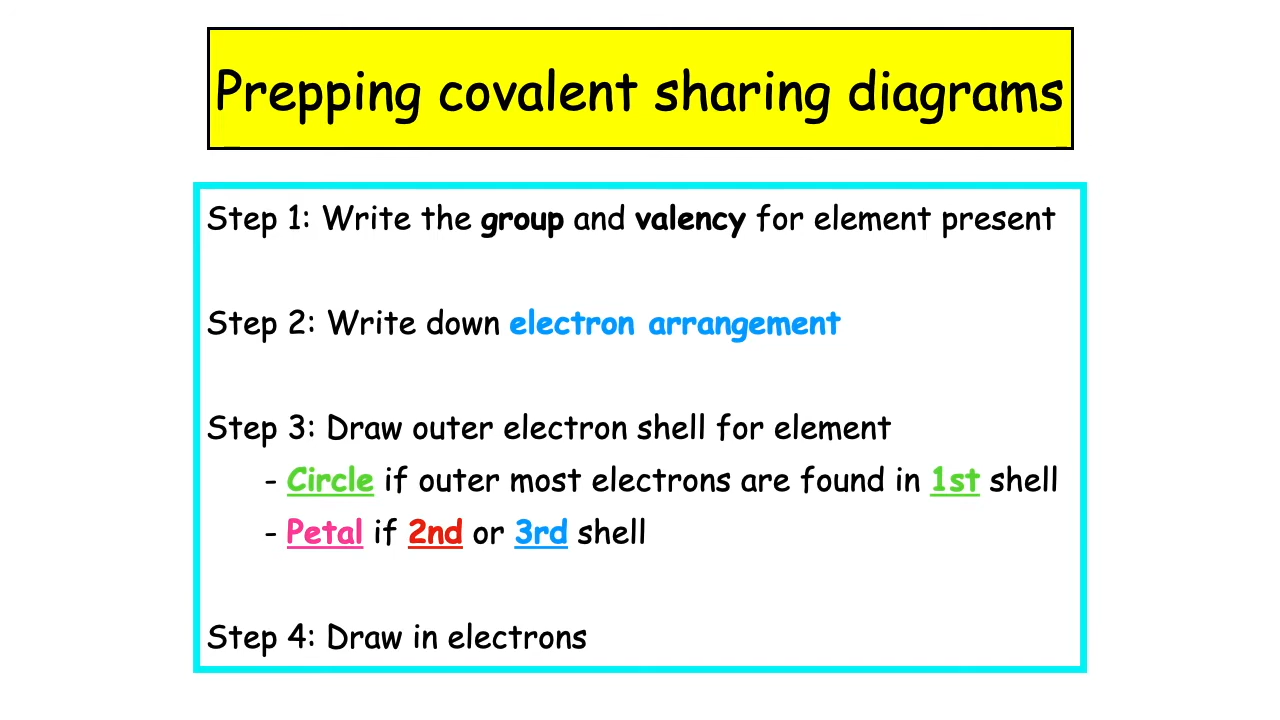 Prepping covalent sharing diagrams
Step 1: Write the group and valency for element present
Step 2: Write down electron arrangement
Step 3: Draw outer electron shell for element
- Circle if outer most electrons are found in 1st shell
- Petal if 2nd or 3rd shell
Step 4: Draw in electrons